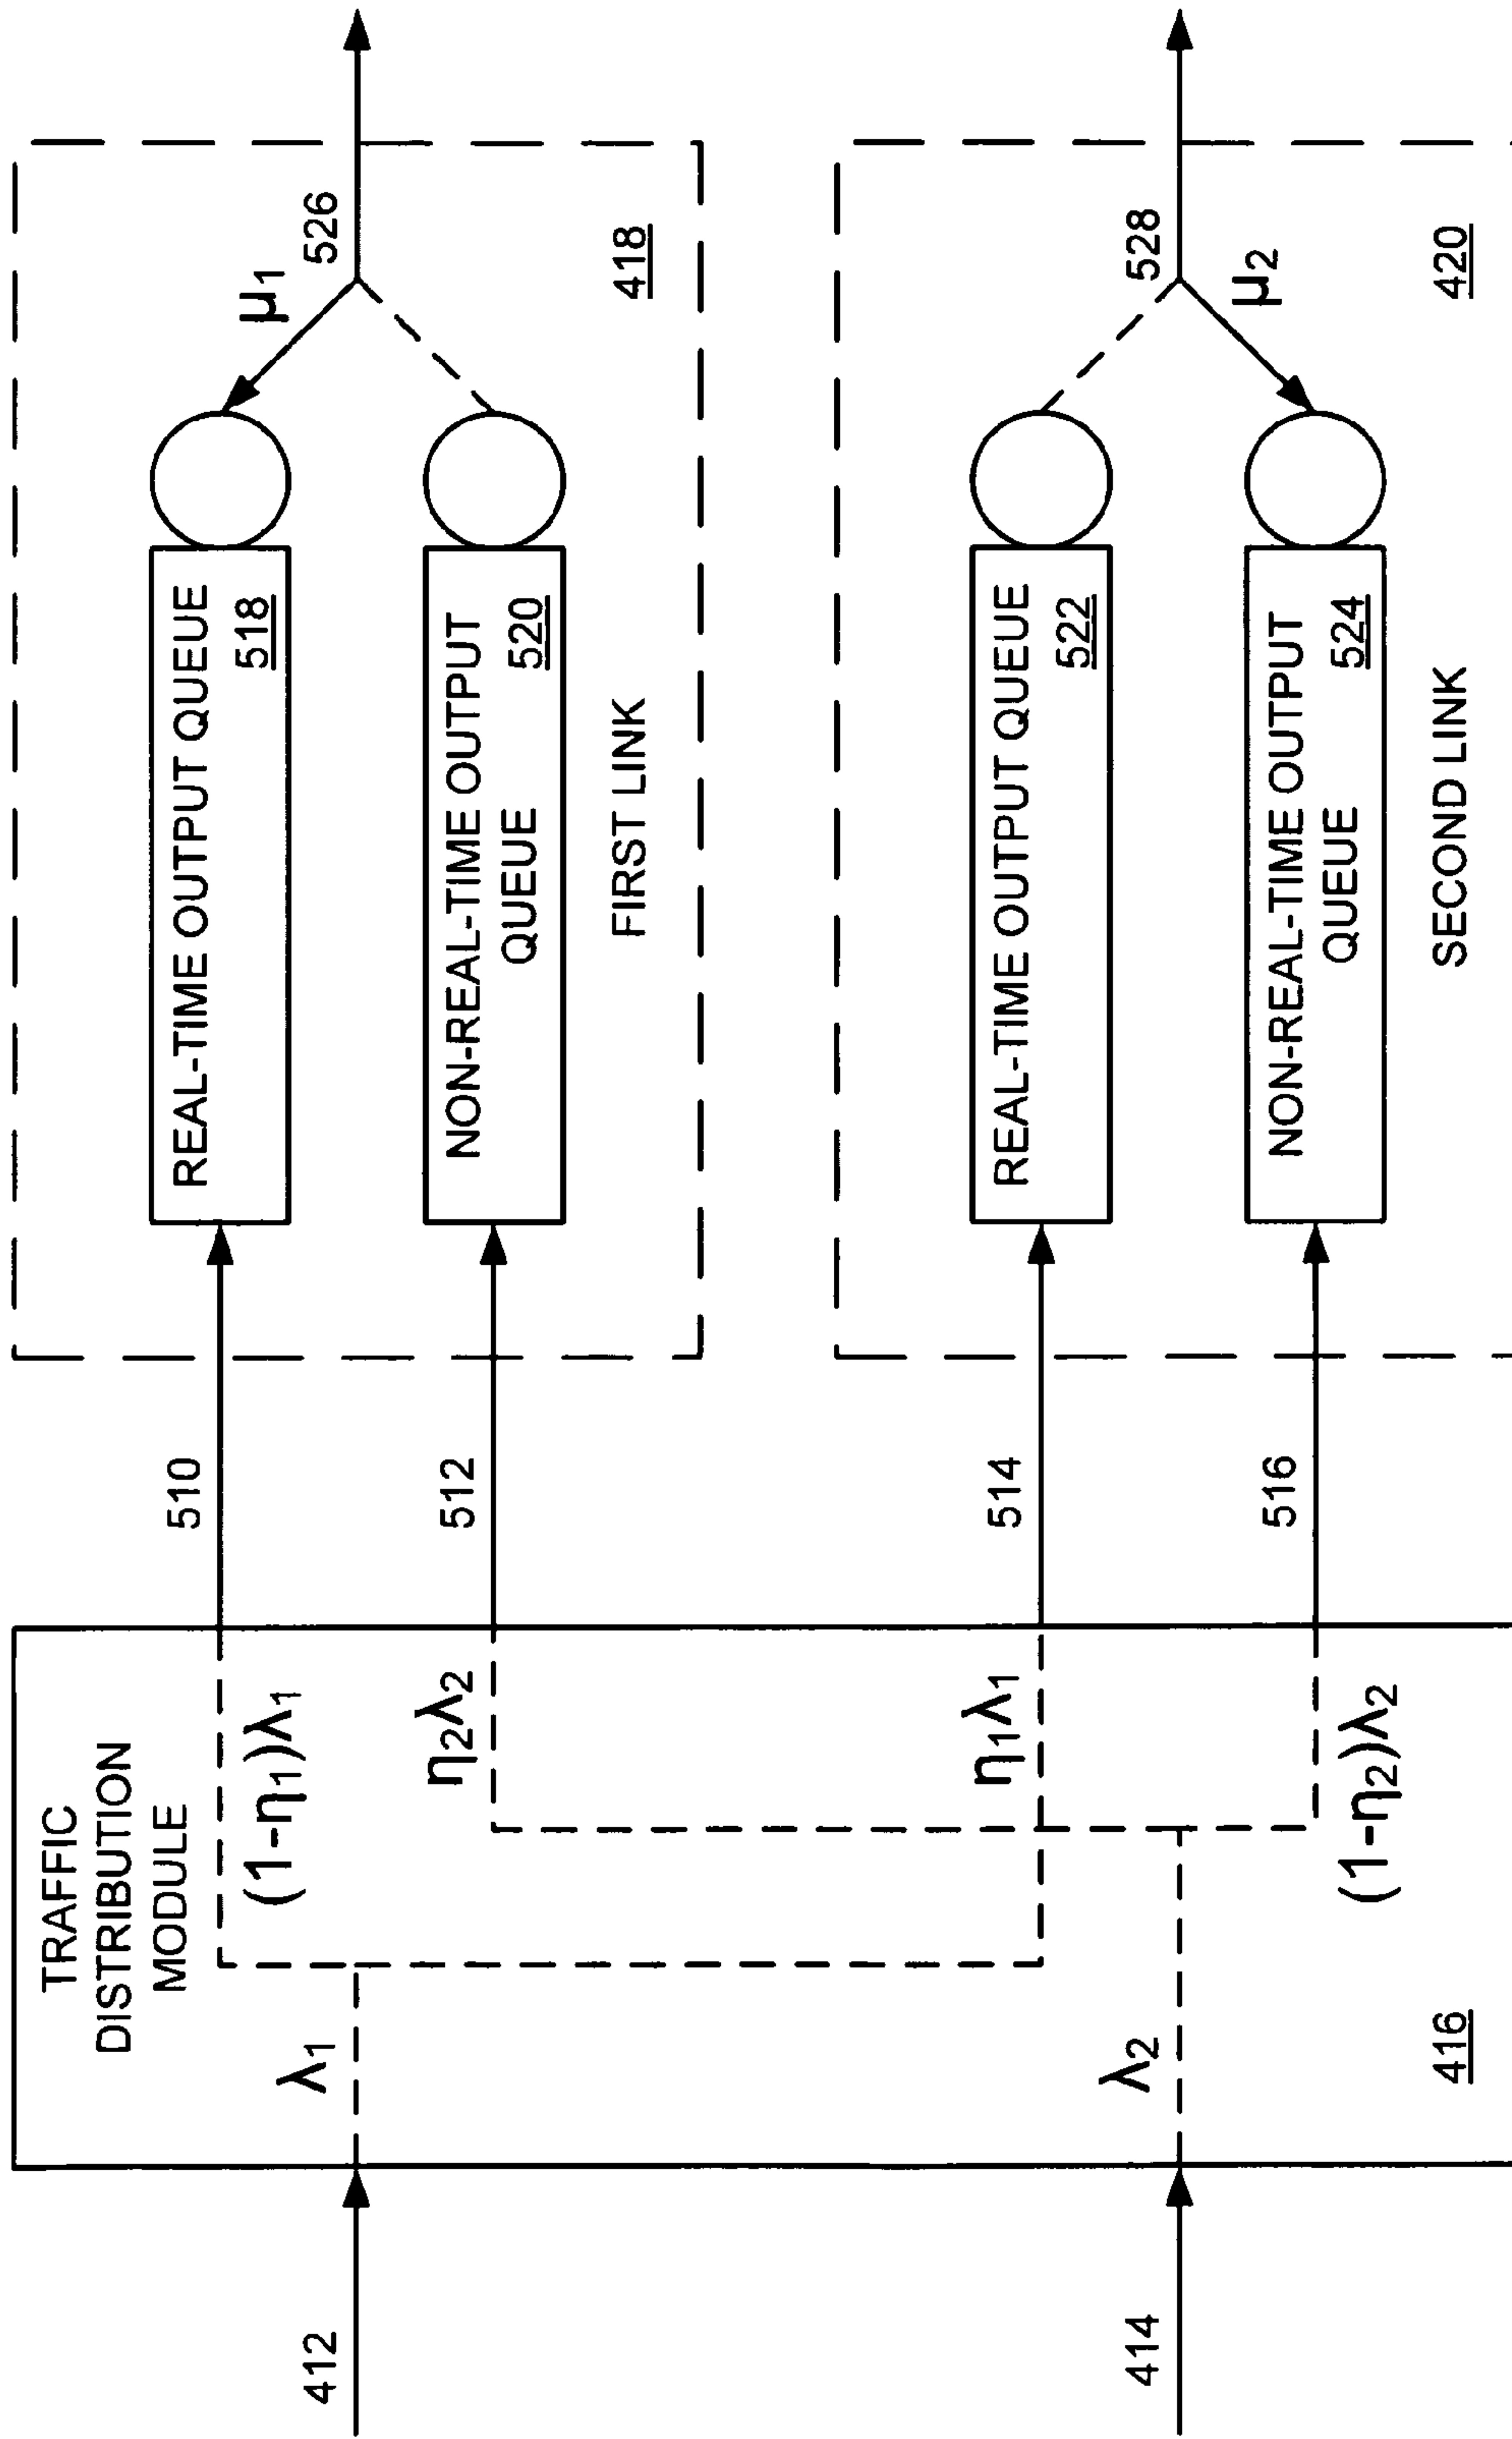 412
414
TRAFFIC
DISTRIBUTION
MODULE
λ1
λ2
(1-η1)λ1
η2λ2
η1λ1
(1-η2)λ2
416
510
512
514
516
REAL-TIME OUTPUT QUEUE
518
NON-REAL-TIME OUTPUT
QUEUE
520
FIRST LINK
μ1
526
418
REAL-TIME OUTPUT QUEUE
522
NON-REAL-TIME OUTPUT
QUEUE
524
SECOND LINK
528
μ2
420